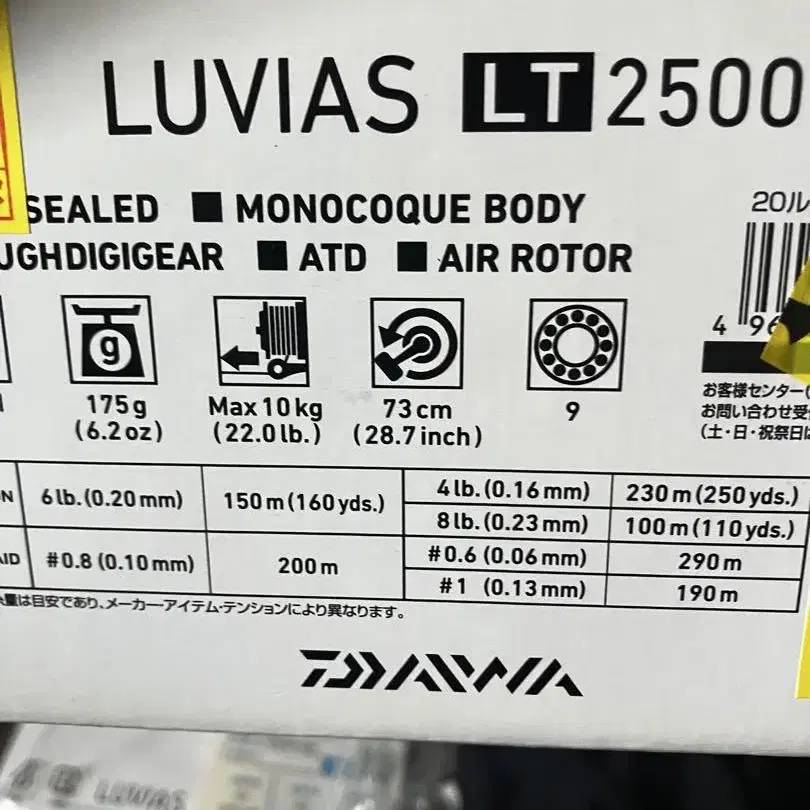 LUVIAS LT 2500
SEALED ■ MONOCOQUE BODY
UGHDIGIGEAR ■ ATD ■ AIR ROTOR
20ル
g
4 96
175g
(6.2oz)
Max 10kg
(22.0lb.)
73cm
(28.7inch)
9
お客様センター
お問い合わせ受
(土・日・祝祭日は
ON 6lb.(0.20mm) 150m(160yds.) 4lb.(0.16mm) 230m(250yds.)
8lb.(0.23mm) 100m(110yds.)
AID #0.8(0.10mm) 200m #0.6(0.06mm) 290m
#1 (0.13mm) 190m
量は目安であり、メーカー・アイテム・テンションにより異なります。
DAIWA
LUVIAS